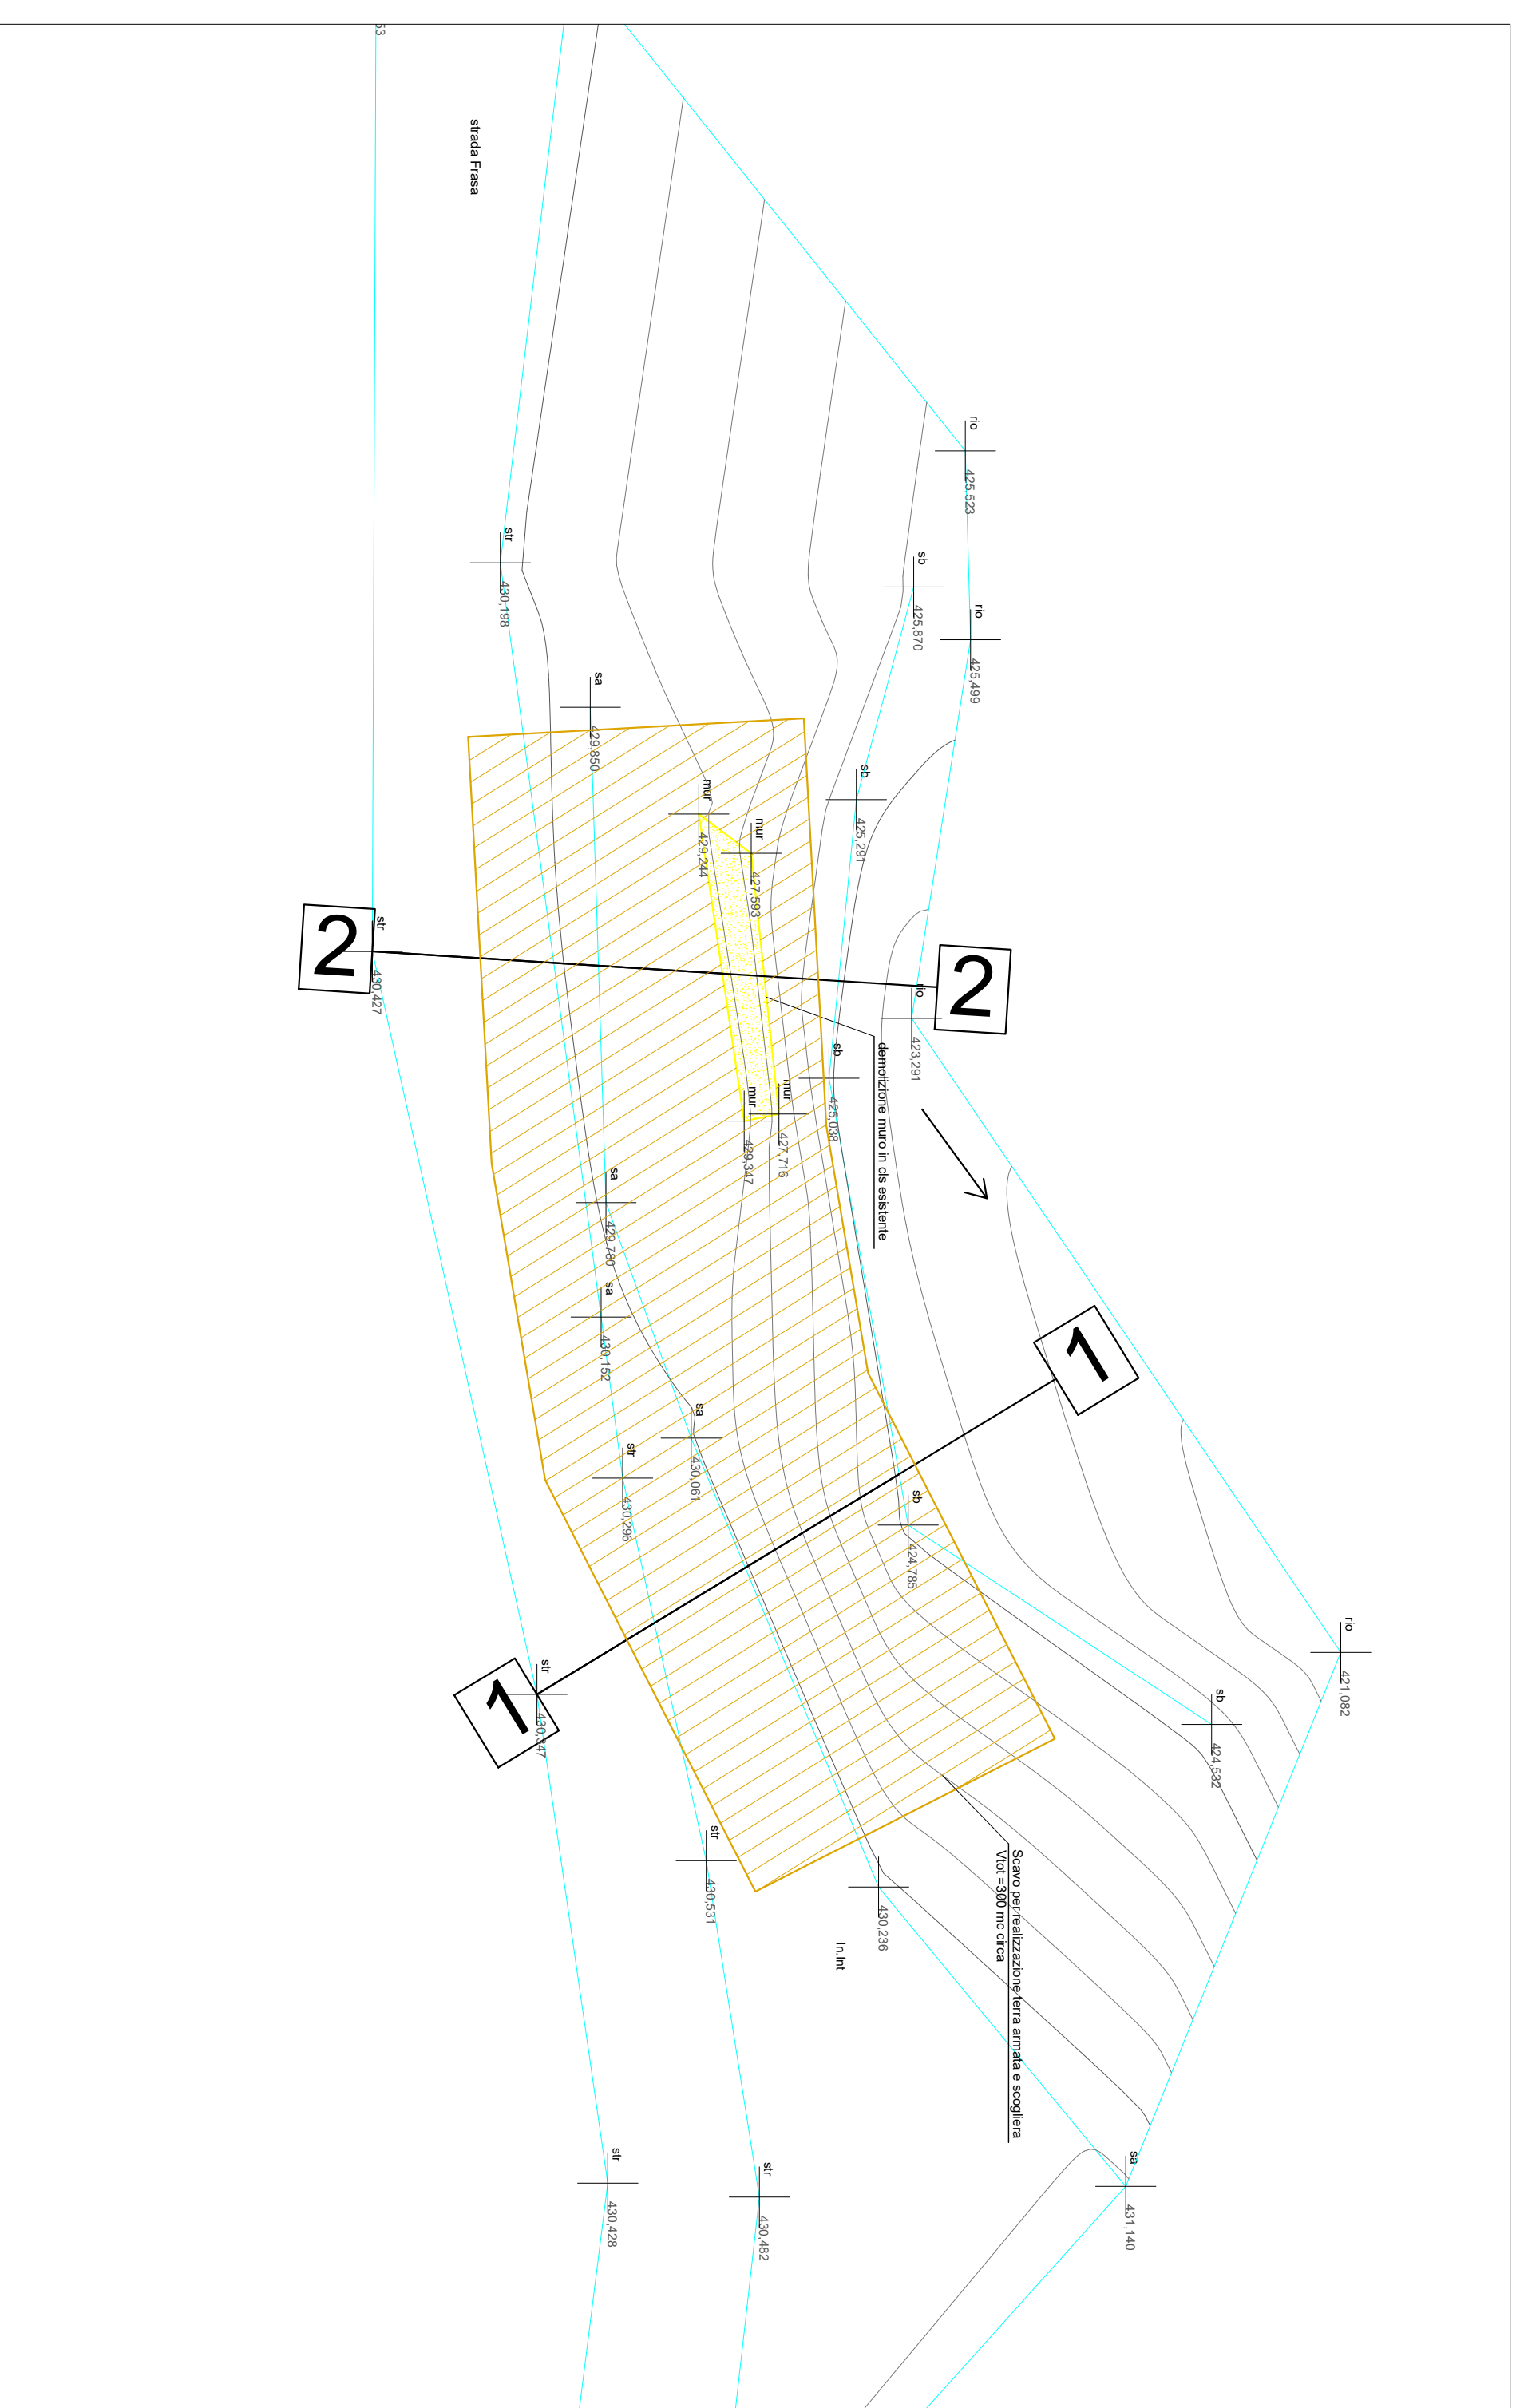 53
strada Frasa
rio
425,523
str
430,198
sb
425,870
rio
425,499
sa
429,850
mur
429,244
mur
427,593
sb
425,291
2
str
430,427
2
rio
423,291
demolizione muro in cls esistente
sb
425,038
mur
427,716
mur
429,347
sa
429,780
sa
430,152
1
sa
430,061
str
430,296
sb
424,785
rio
421,082
1
str
430,347
sb
424,532
str
430,531
430,236
In.Int
Scavo per realizzazione terra armata e scogliera
Vtot =300 mc circa
str
430,428
str
430,482
sa
431,140